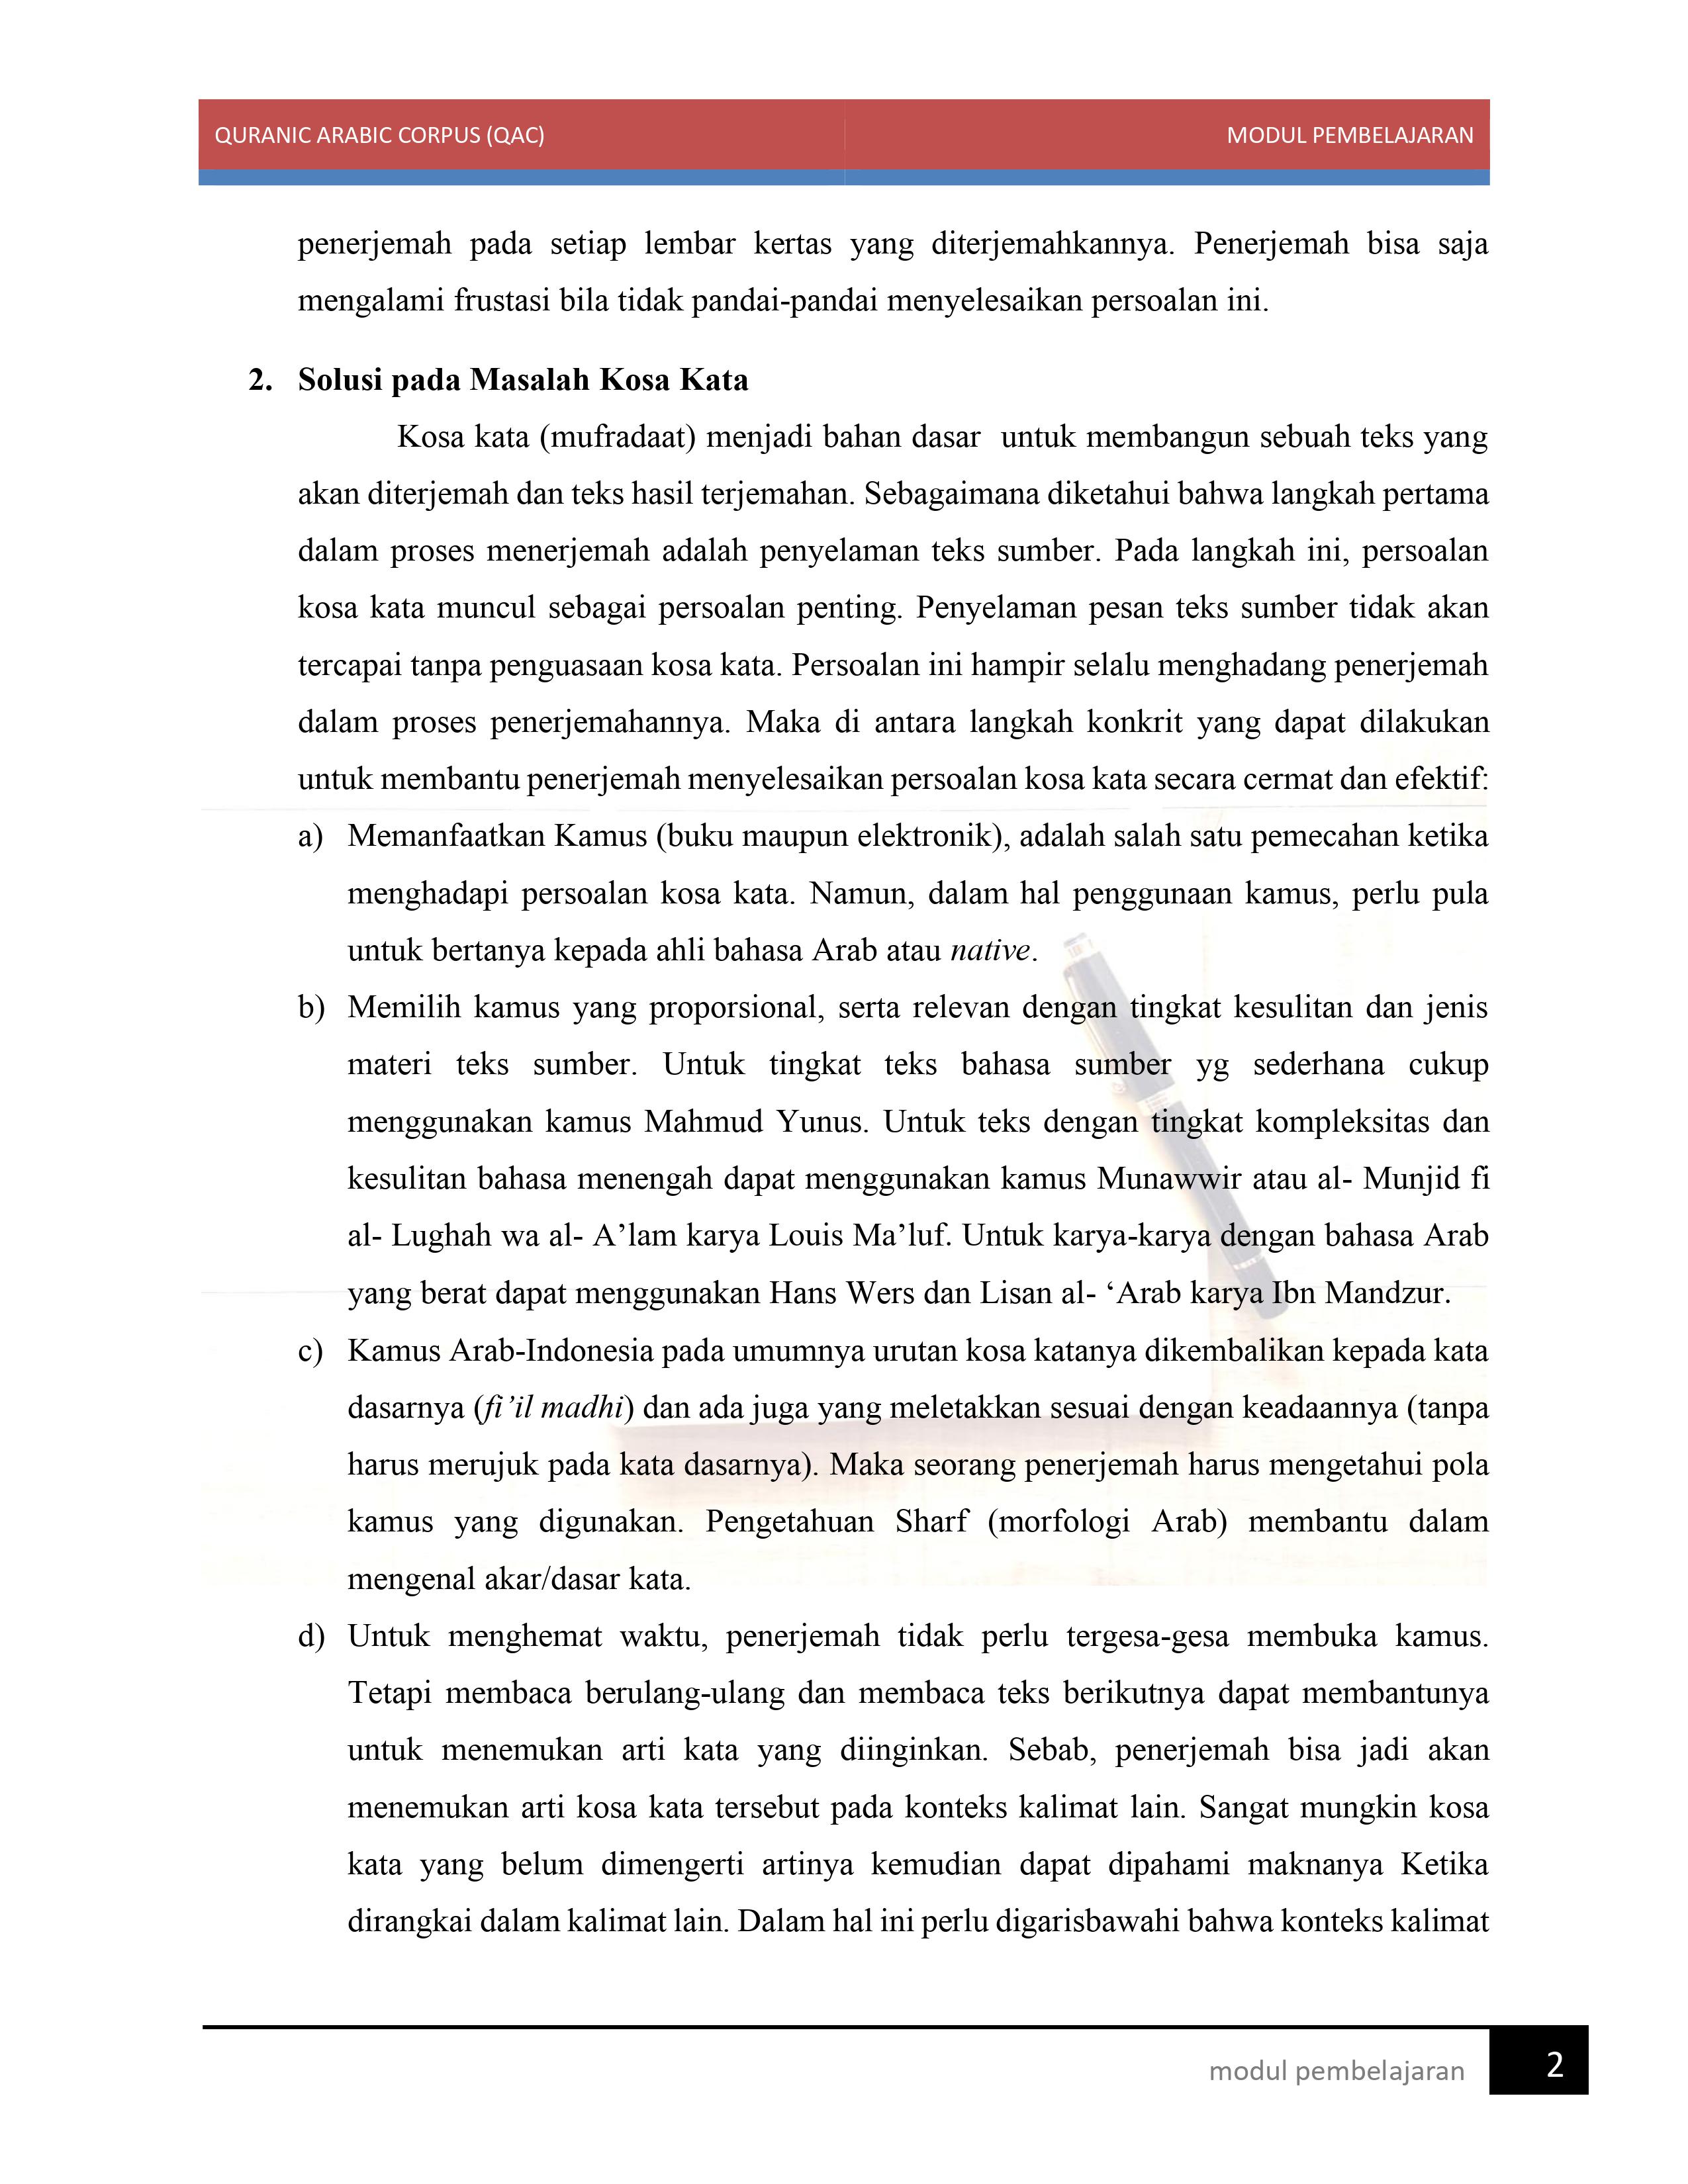 QURANIC ARABIC CORPUS (QAC) MODUL PEMBELAJARAN
penerjemah pada setiap lembar kertas yang diterjemahkannya. Penerjemah bisa saja
mengalami frustasi bila tidak pandai-pandai menyelesaikan persoalan ini.
2. Solusi pada Masalah Kosa Kata
Kosa kata (mufradaat) menjadi bahan dasar untuk membangun sebuah teks yang
akan diterjemah dan teks hasil terjemahan. Sebagaimana diketahui bahwa langkah pertama
dalam proses menerjemah adalah penyelaman teks sumber. Pada langkah ini, persoalan
kosa kata muncul sebagai persoalan penting. Penyelaman pesan teks sumber tidak akan
tercapai tanpa penguasaan kosa kata. Persoalan ini hampir selalu menghadang penerjemah
dalam proses penerjemahannya. Maka di antara langkah konkrit yang dapat dilakukan
untuk membantu penerjemah menyelesaikan persoalan kosa kata secara cermat dan efektif:
a) Memanfaatkan Kamus (buku maupun elektronik), adalah salah satu pemecahan ketika
menghadapi persoalan kosa kata. Namun, dalam hal penggunaan kamus, perlu pula
untuk bertanya kepada ahli bahasa Arab atau native.
b) Memilih kamus yang proporsional, serta relevan dengan tingkat kesulitan dan jenis
materi teks sumber. Untuk tingkat teks bahasa sumber yg sederhana cukup
menggunakan kamus Mahmud Yunus. Untuk teks dengan tingkat kompleksitas dan
kesulitan bahasa menengah dapat menggunakan kamus Munawwir atau al- Munjid fi
al- Lughah wa al- A’lam karya Louis Ma’luf. Untuk karya-karya dengan bahasa Arab
yang berat dapat menggunakan Hans Wers dan Lisan al- ‘Arab karya Ibn Mandzur.
c) Kamus Arab-Indonesia pada umumnya urutan kosa katanya dikembalikan kepada kata
dasarnya (fi’il madhi) dan ada juga yang meletakkan sesuai dengan keadaannya (tanpa
harus merujuk pada kata dasarnya). Maka seorang penerjemah harus mengetahui pola
kamus yang digunakan. Pengetahuan Sharf (morfologi Arab) membantu dalam
mengenal akar/dasar kata.
d) Untuk menghemat waktu, penerjemah tidak perlu tergesa-gesa membuka kamus.
Tetapi membaca berulang-ulang dan membaca teks berikutnya dapat membantunya
untuk menemukan arti kata yang diinginkan. Sebab, penerjemah bisa jadi akan
menemukan arti kosa kata tersebut pada konteks kalimat lain. Sangat mungkin kosa
kata yang belum dimengerti artinya kemudian dapat dipahami maknanya Ketika
dirangkai dalam kalimat lain. Dalam hal ini perlu digarisbawahi bahwa konteks kalimat
modul pembelajaran 2